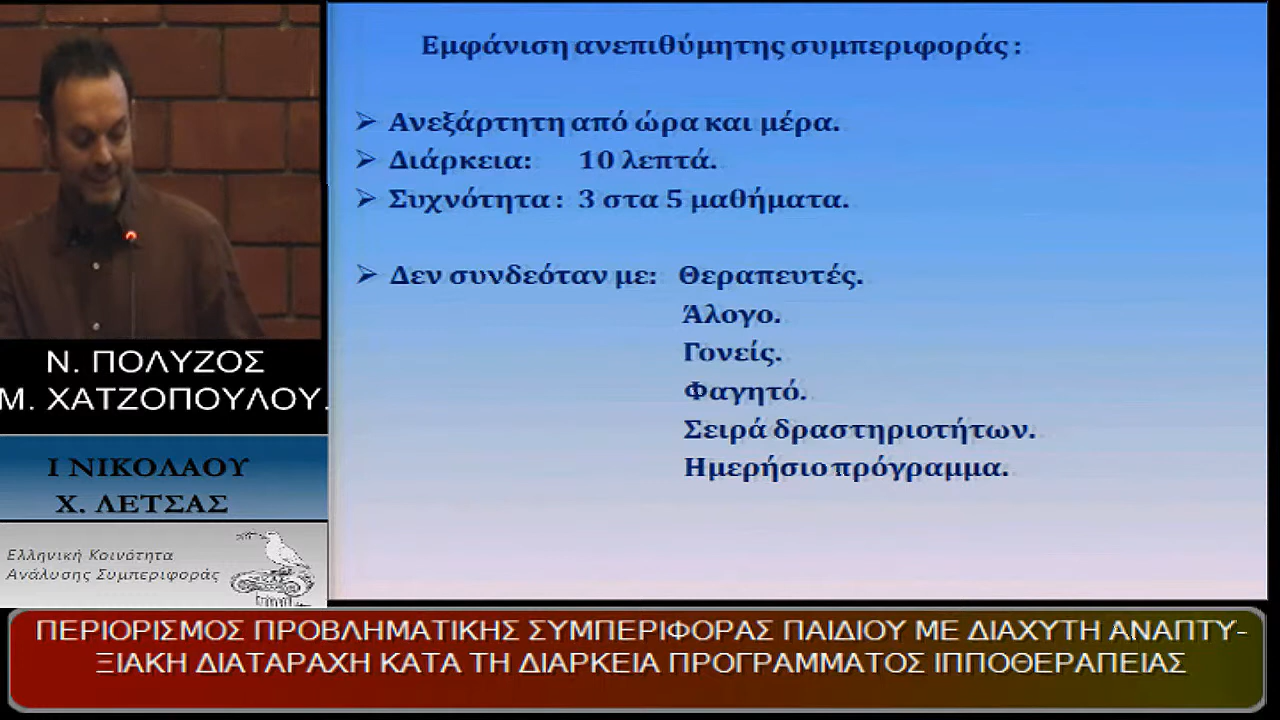 Εμφάνιση ανεπιθύμητης συμπεριφοράς :
➢ Ανεξάρτητη από ώρα και μέρα.
➢ Διάρκεια: 10 λεπτά.
➢ Συχνότητα : 3 στα 5 μαθήματα.
➢ Δεν συνδεόταν με: Θεραπευτές.
Άλογο.
Γονείς.
Φαγητό.
Σειρά δραστηριοτήτων.
Ημερήσιο πρόγραμμα.
Ν. ΠΟΛΥΖΟΣ
Μ. ΧΑΤΖΟΠΟΥΛΟΥ.
Ι ΝΙΚΟΛΑΟΥ
Χ. ΛΕΤΣΑΣ
Ελληνική Κοινότητα
Ανάλυσης Συμπεριφοράς
ΠΕΡΙΟΡΙΣΜΟΣ ΠΡΟΒΛΗΜΑΤΙΚΗΣ ΣΥΜΠΕΡΙΦΟΡΑΣ ΠΑΙΔΙΟΥ ΜΕ ΔΙΑΧΥΤΗ ΑΝΑΠΤΥ-
ΞΙΑΚΗ ΔΙΑΤΑΡΑΧΗ ΚΑΤΑ ΤΗ ΔΙΑΡΚΕΙΑ ΠΡΟΓΡΑΜΜΑΤΟΣ ΙΠΠΟΘΕΡΑΠΕΙΑΣ